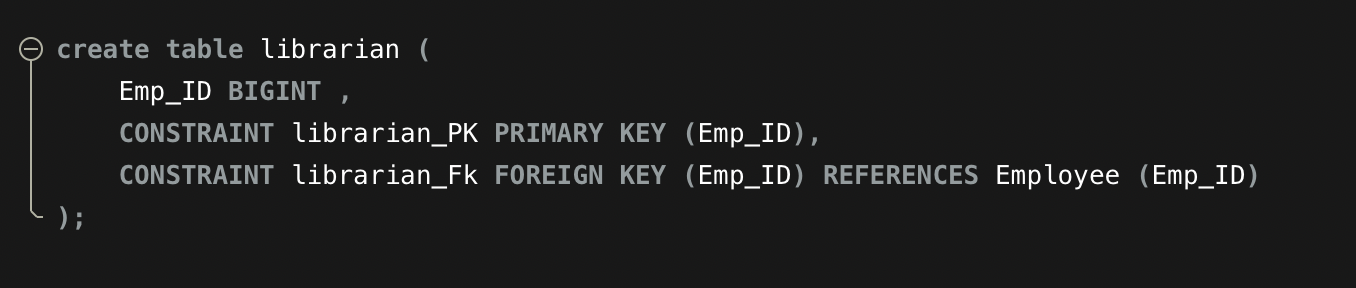 create table librarian (
Emp_ID BIGINT ,
CONSTRAINT librarian_PK PRIMARY KEY (Emp_ID),
CONSTRAINT librarian_Fk FOREIGN KEY (Emp_ID) REFERENCES Employee (Emp_ID)
);